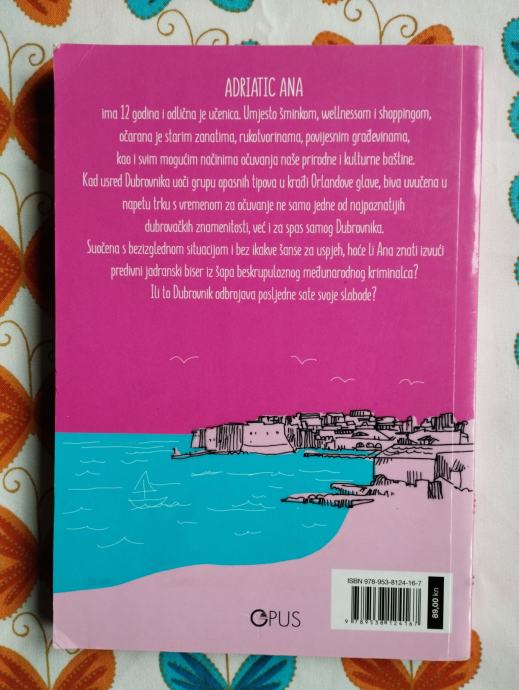 ADRIATIC ANA
ima 12 godina i odlična je učenica. Umjesto šminkom, wellnessom i shoppingom,
očarana je starim zanatima, rukotvorinama, povijesnim građevinama,
kao i svim mogućim načinima očuvanja naše prirodne i kulturne baštine.
Kad usred Dubrovnika uoči grupu opasnih tipova u krađi Orlandove glave, biva uvučena u
napetu trku s vremenom za očuvanje ne samo jedne od najpoznatijih
dubrovačkih znamenitosti, već i za spas samog Dubrovnika.
Suočena s bezizglednom situacijom i bez ikakve šanse za uspjeh, hoće li Ana znati izvući
predivni jadranski biser iz šapa beskrupuloznog međunarodnog kriminalca?
Ili to Dubrovnik odbrojava posljedne sate svoje slobode?
ISBN 978-953-8124-16-7
9 789538 124167
89,00 kn
OPUS